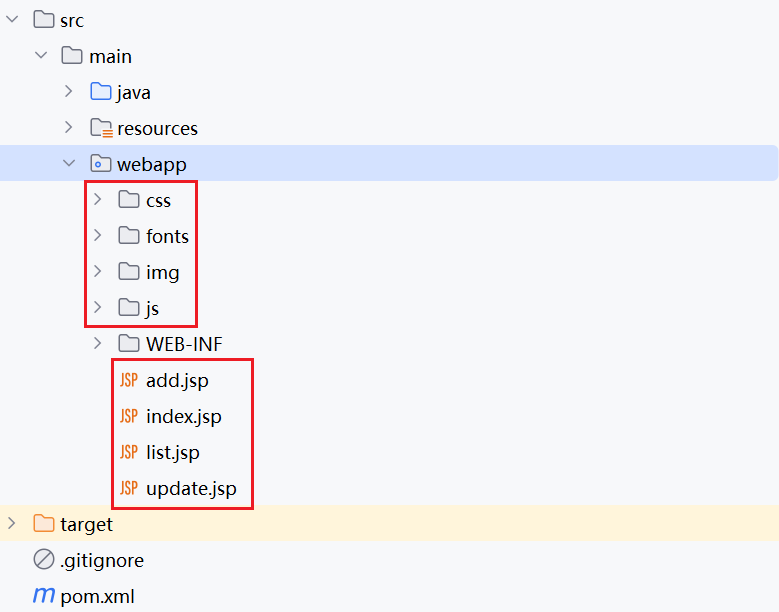 src
main
java
resources
webapp
css
fonts
img
js
WEB-INF
JSP add.jsp
JSP index.jsp
JSP list.jsp
JSP update.jsp
target
.gitignore
m pom.xml